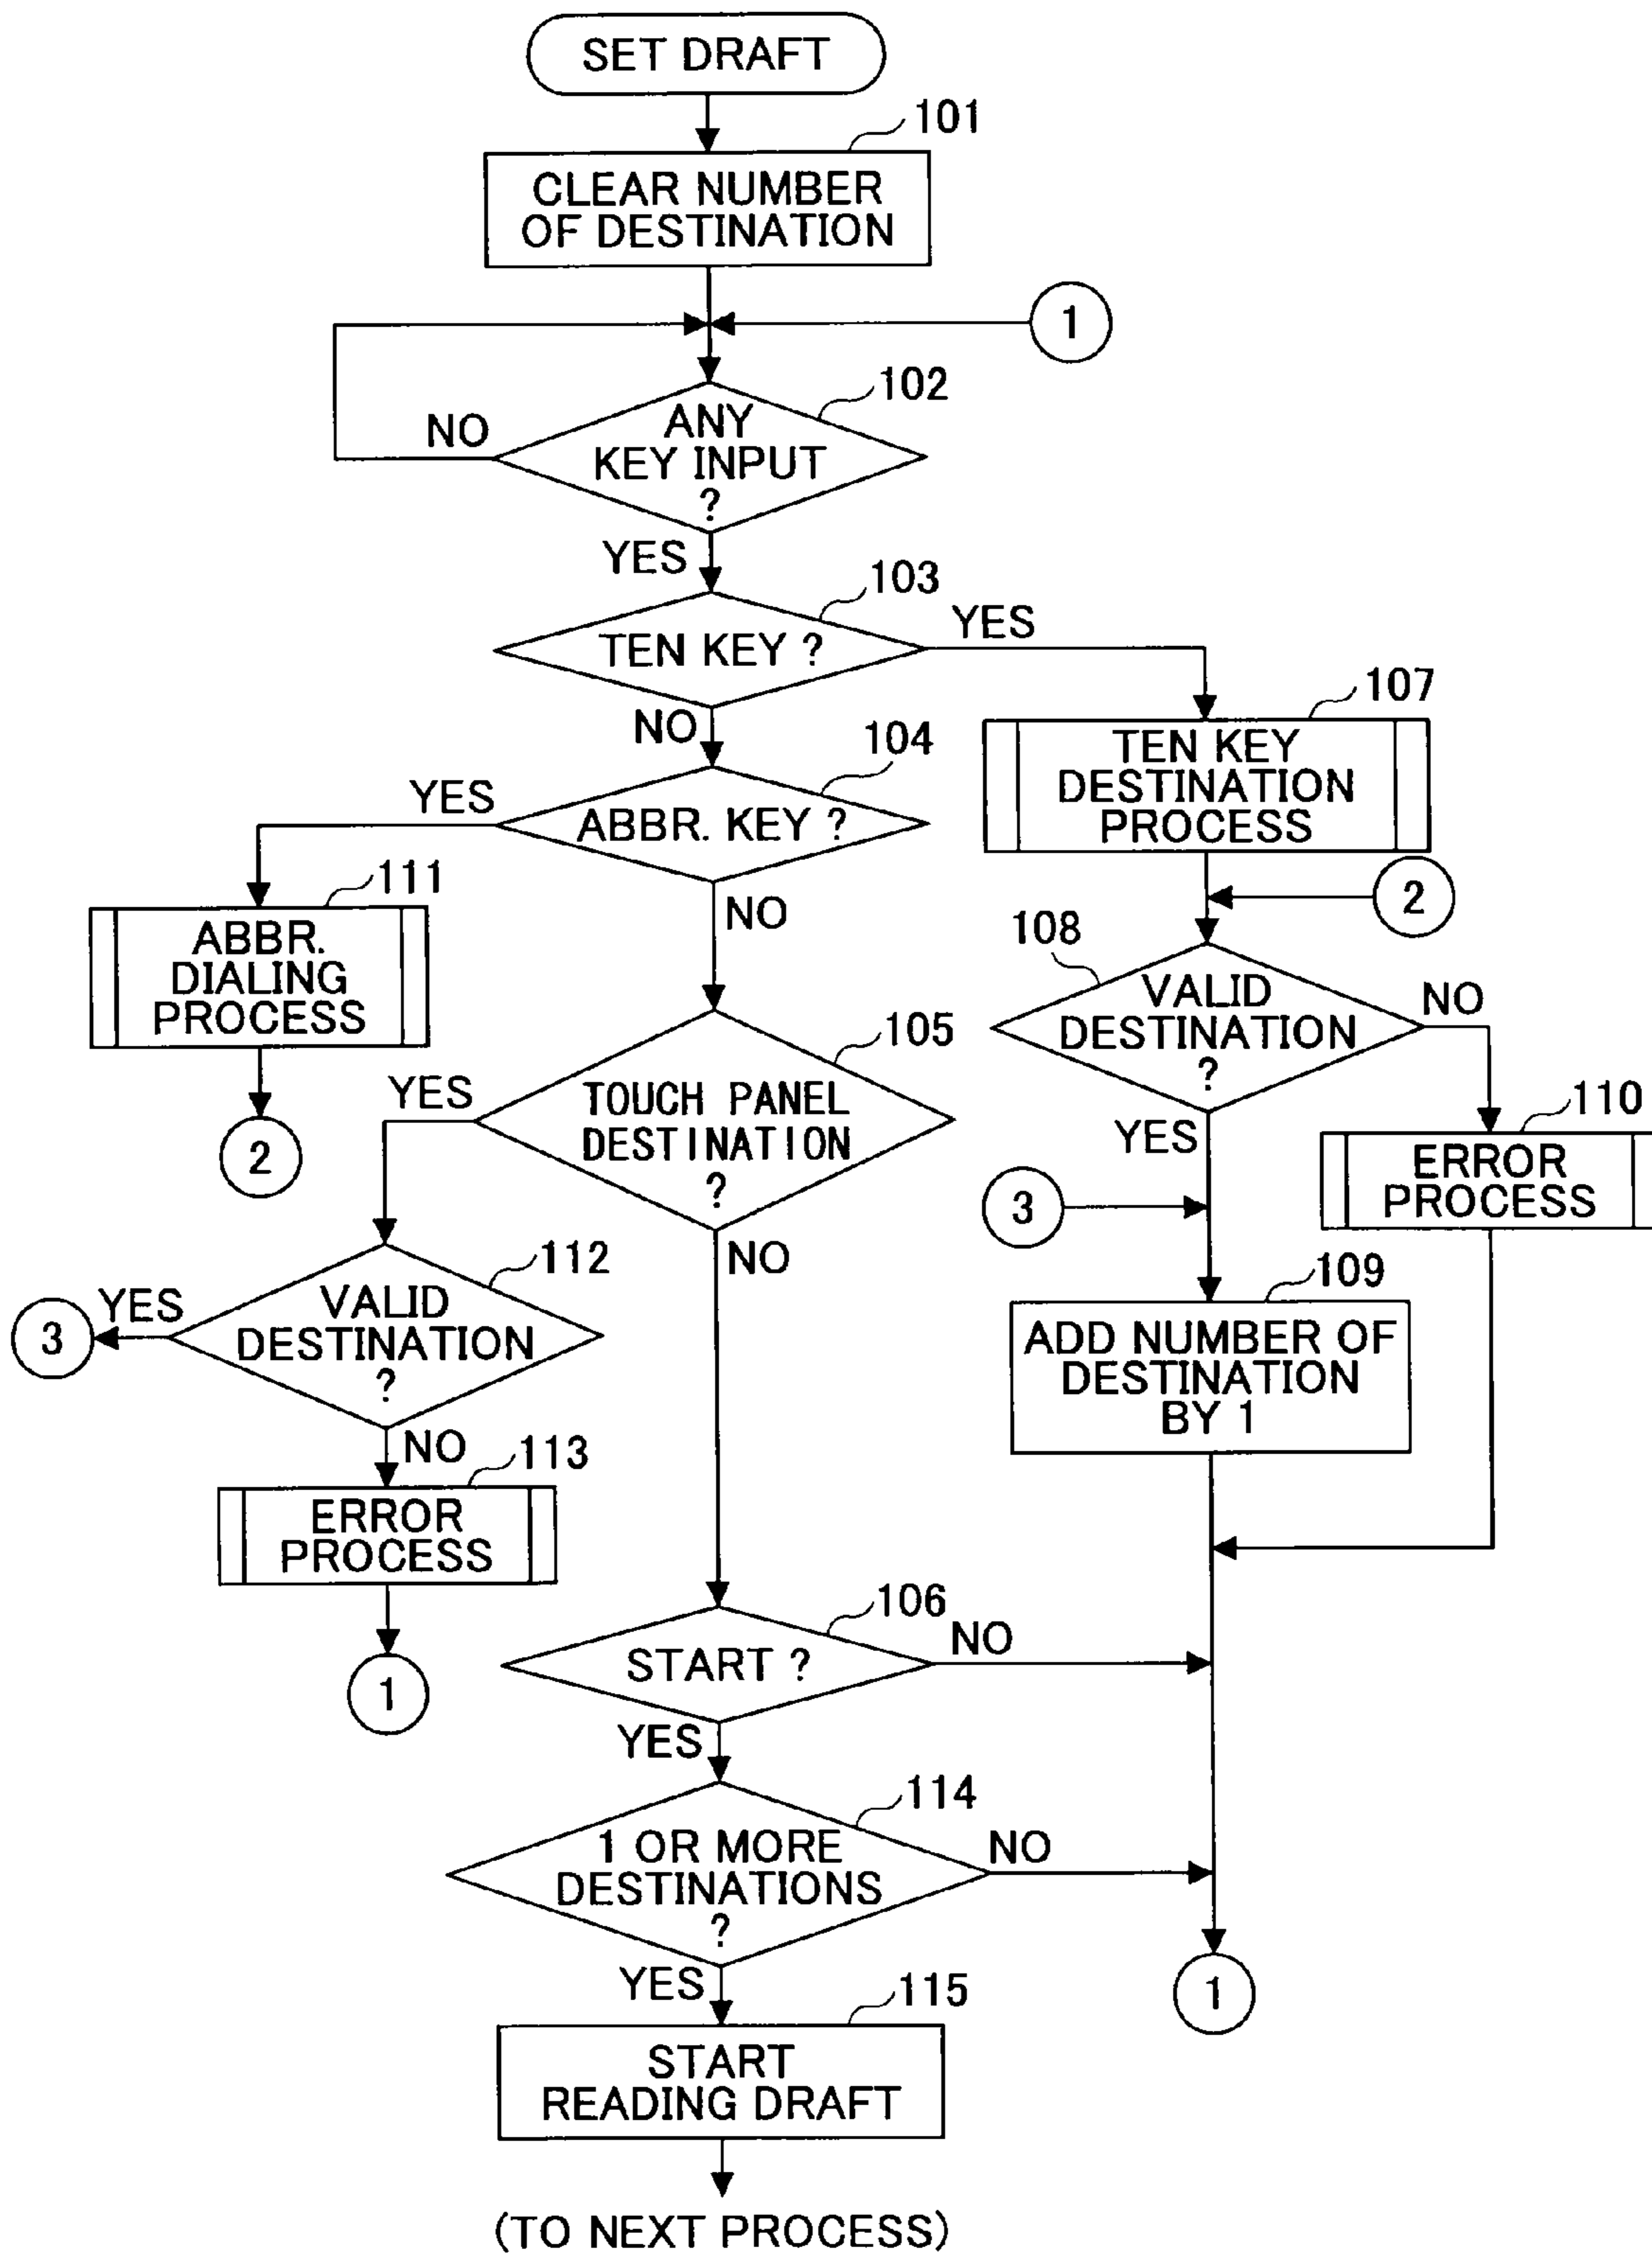 SET DRAFT
101
CLEAR NUMBER
OF DESTINATION
1
102
ANY
KEY INPUT
?
NO
YES
103
TEN KEY ?
YES
NO
107
TEN KEY
DESTINATION
PROCESS
104
ABBR. KEY ?
YES
NO
111
ABBR.
DIALING
PROCESS
2
2
108
VALID
DESTINATION
?
NO
YES
105
TOUCH PANEL
DESTINATION
?
YES
NO
110
ERROR
PROCESS
3
109
ADD NUMBER OF
DESTINATION
BY 1
112
VALID
DESTINATION
?
YES
3
NO
113
ERROR
PROCESS
1
106
START ?
NO
YES
114
1 OR MORE
DESTINATIONS
?
NO
YES
1
115
START
READING DRAFT
(TO NEXT PROCESS)